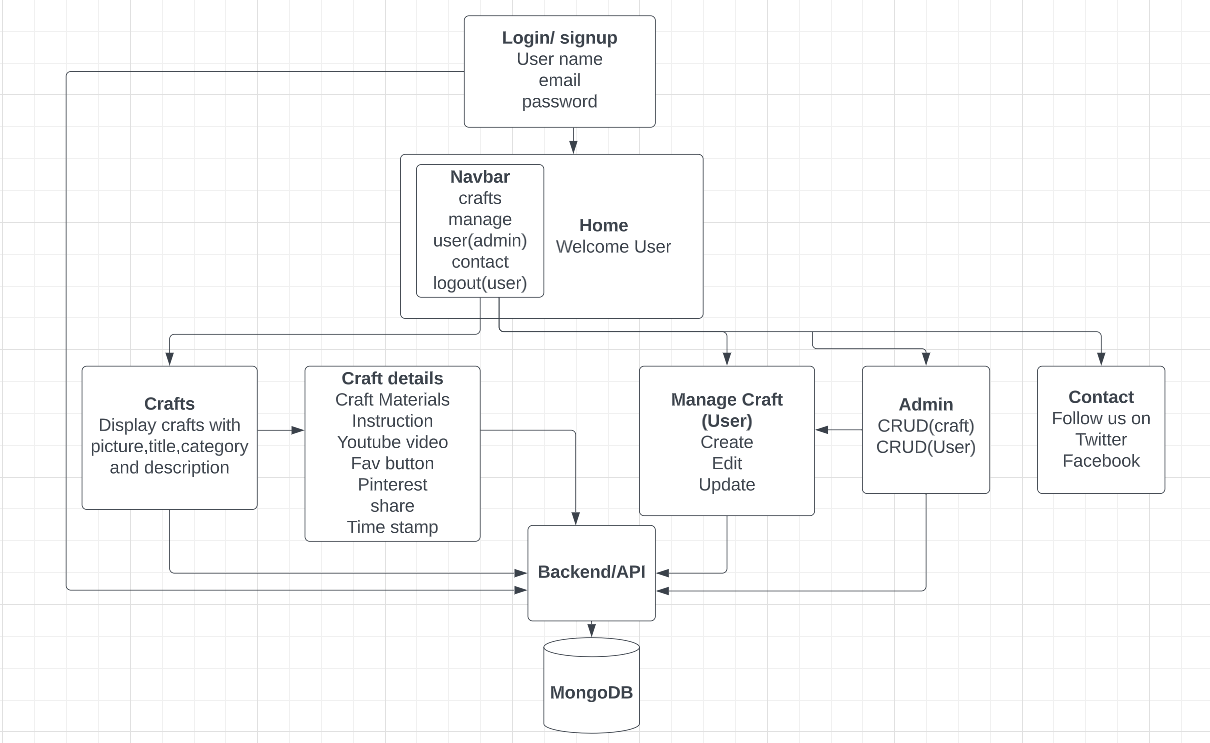 Login/ signup
User name
email
password
Navbar
crafts
manage
user(admin)
contact
logout(user)
Home
Welcome User
Crafts
Display crafts with
picture,title,category
and description
Craft details
Craft Materials
Instruction
Youtube video
Fav button
Pinterest
share
Time stamp
Manage Craft
(User)
Create
Edit
Update
Admin
CRUD(craft)
CRUD(User)
Contact
Follow us on
Twitter
Facebook
Backend/API
MongoDB